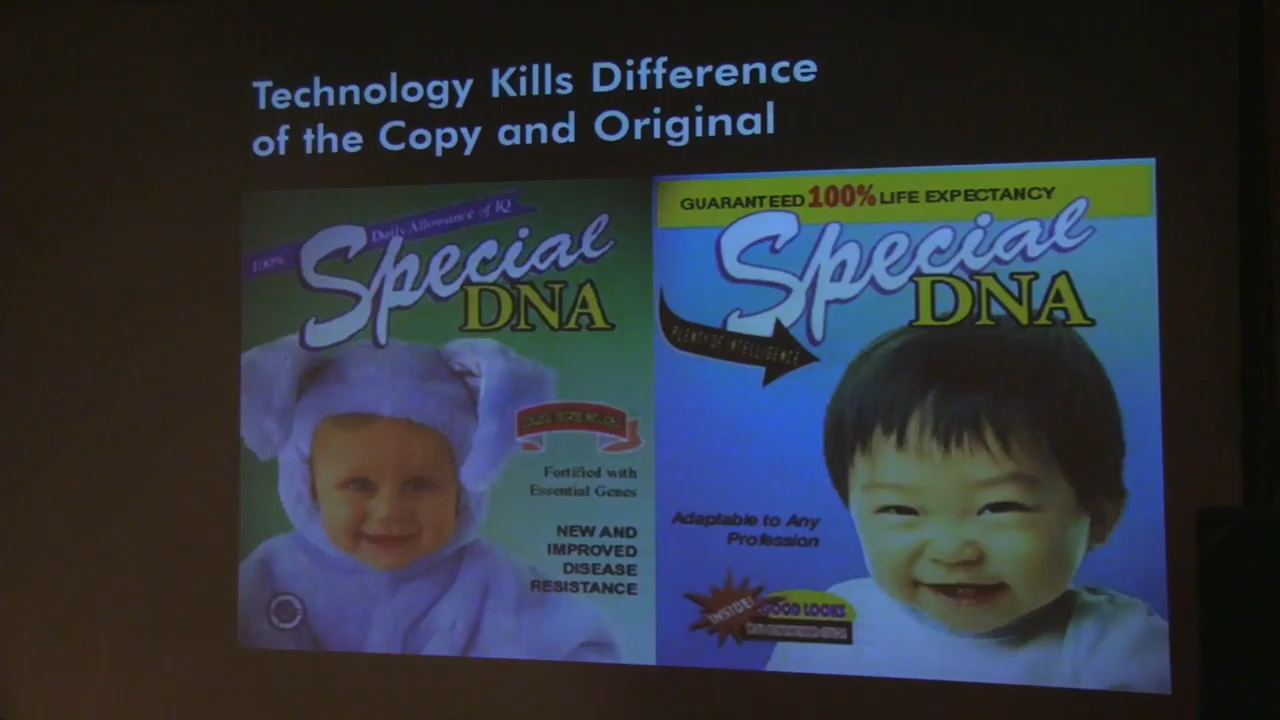 Technology Kills Difference
of the Copy and Original
100% Daily Allowance of IQ
Special
DNA
Fortified with
Essential Genes
NEW AND
IMPROVED
DISEASE
RESISTANCE
GUARANTEED 100% LIFE EXPECTANCY
Special
DNA
PLENTY OF INTELLIGENCE
Adaptable to Any
Profession
INSIDE!
GOOD LOOKS